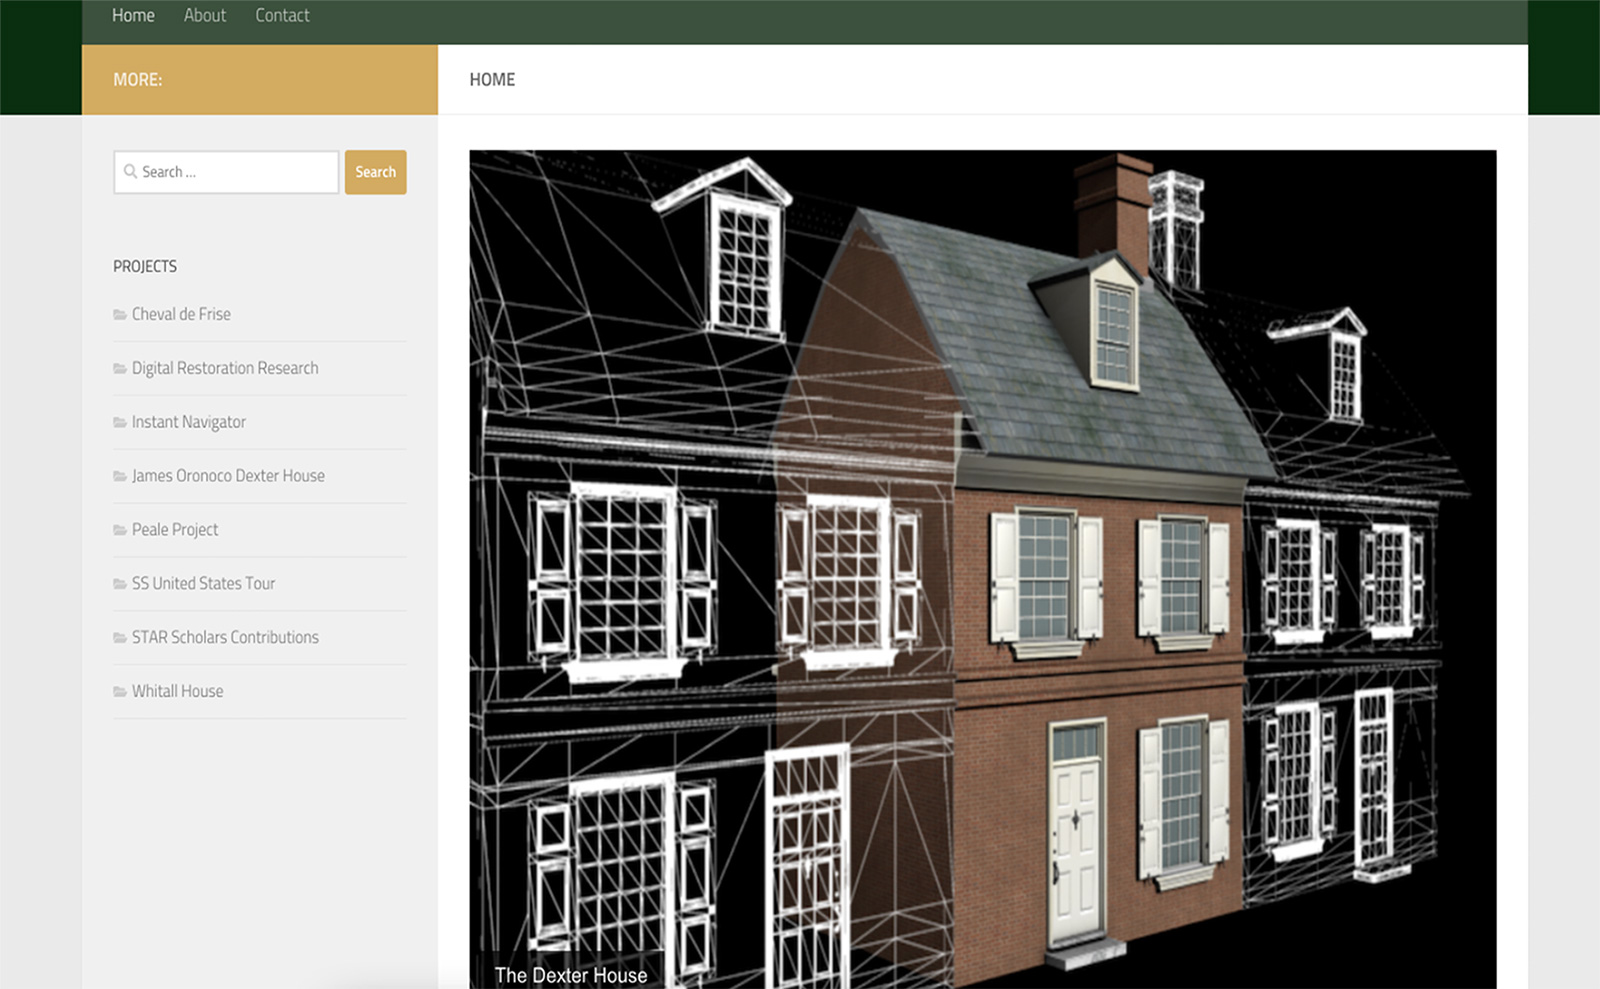 Home About Contact
MORE:
HOME
Search ... Search
PROJECTS
Cheval de Frise
Digital Restoration Research
Instant Navigator
James Oronoco Dexter House
Peale Project
SS United States Tour
STAR Scholars Contributions
Whitall House
The Dexter House